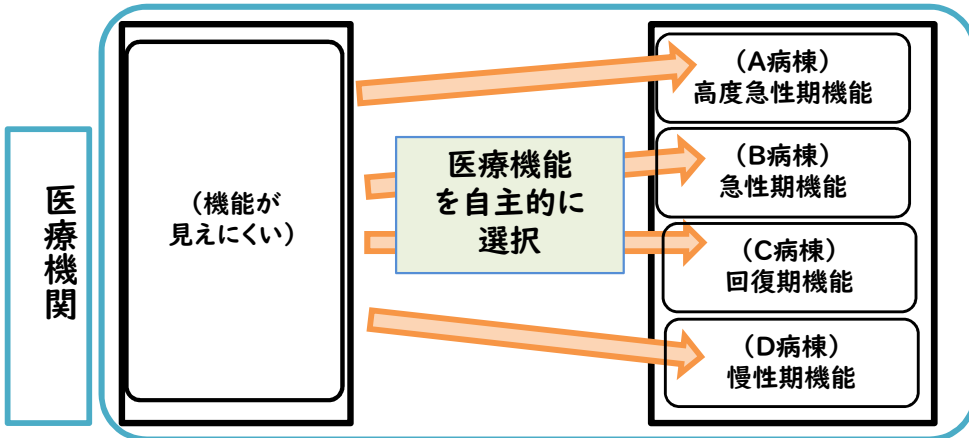 医療機関
（機能が
見えにくい）
医療機能
を自主的に
選択
（A病棟）
高度急性期機能
（B病棟）
急性期機能
（C病棟）
回復期機能
（D病棟）
慢性期機能